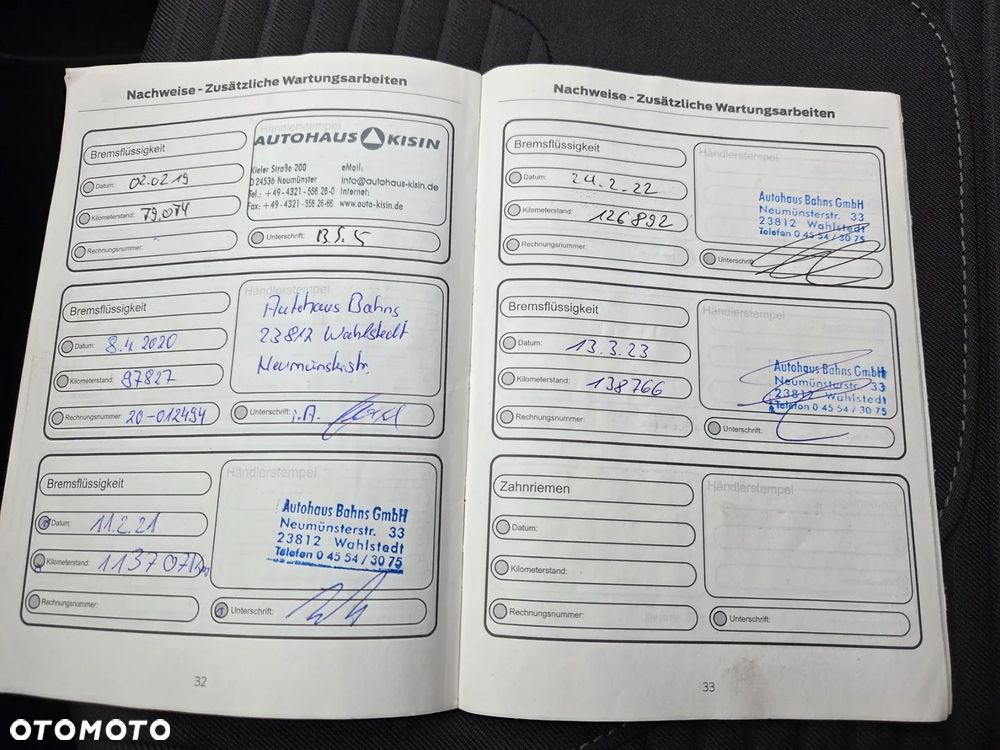 Nachweise - Zusätzliche Wartungsarbeiten
Bremsflüssigkeit
Datum: 02.02.19
Kilometerstand: 79 074
Rechnungsnummer:
Händlerstempel
AUTOHAUS KISIN
Kieler Straße 200
D 24536 Neumünster
Tel.: +49-4321-556 26-0
Fax: +49-4321-556 26-66
eMail:
info@autohaus-kisin.de
Internet:
www.auto-kisin.de
Unterschrift:
Bremsflüssigkeit
Datum: 8.4.2020
Kilometerstand: 97827
Rechnungsnummer: 20-012494
Händlerstempel
Autohaus Bahns
23812 Wahlstedt
Neumünsterstr.
Unterschrift: i.A.
Bremsflüssigkeit
Datum: 11.2.21
Kilometerstand: 113707 km
Rechnungsnummer:
Händlerstempel
Autohaus Bahns GmbH
Neumünsterstr. 33
23812 Wahlstedt
Telefon 0 45 54 / 30 75
Unterschrift:
32
Nachweise - Zusätzliche Wartungsarbeiten
Bremsflüssigkeit
Datum: 24.2.22
Kilometerstand: 126892
Rechnungsnummer:
Händlerstempel
Autohaus Bahns GmbH
Neumünsterstr. 33
23812 Wahlstedt
Telefon 0 45 54 / 30 75
Unterschrift:
Bremsflüssigkeit
Datum: 13.3.23
Kilometerstand: 138766
Rechnungsnummer:
Händlerstempel
Autohaus Bahns GmbH
Neumünsterstr. 33
23812 Wahlstedt
Telefon 0 45 54 / 30 75
Unterschrift:
Zahnriemen
Datum:
Kilometerstand:
Rechnungsnummer:
Händlerstempel
Unterschrift:
33
OTOMOTO